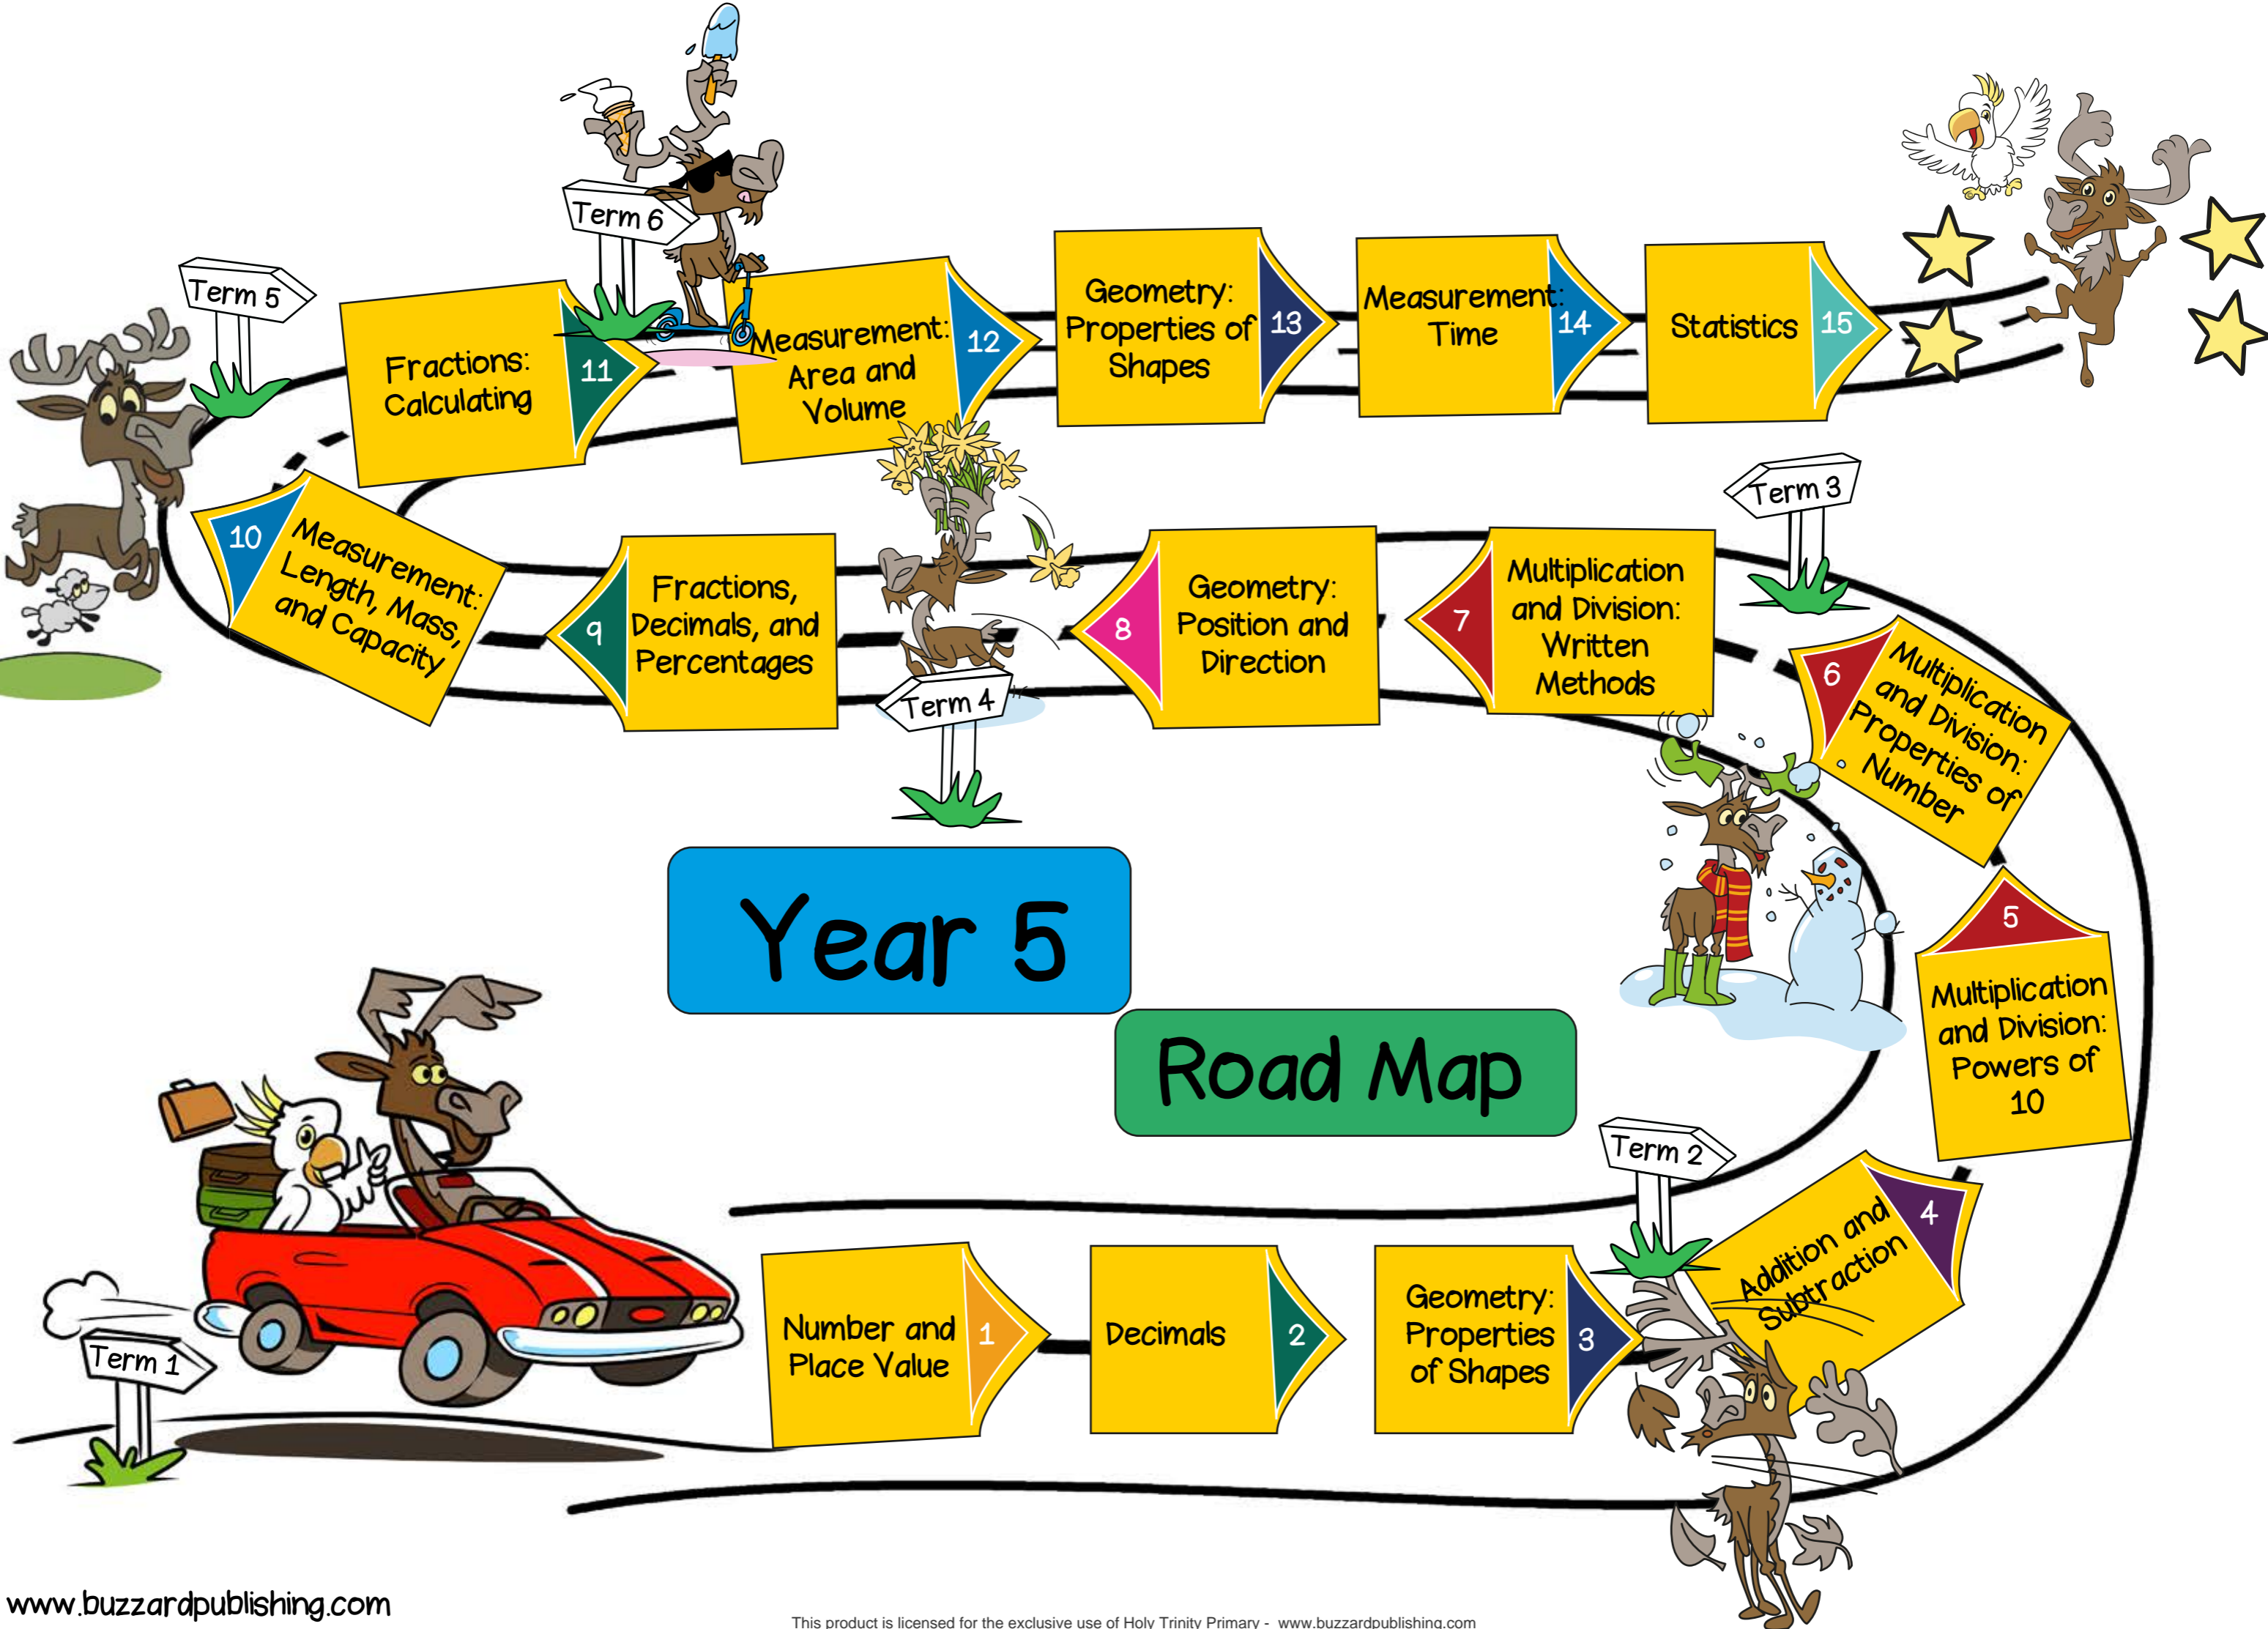 Term 6
Term 5
Fractions:
Calculating
11
Measurement:
Area and
Volume
12
Geometry:
Properties of
Shapes
13
Measurement:
Time
14
Statistics
15
Term 3
10
Measurement:
Length, Mass,
and Capacity
9
Fractions,
Decimals, and
Percentages
Term 4
8
Geometry:
Position and
Direction
7
Multiplication
and Division:
Written
Methods
6
Multiplication
and Division:
Properties of
Number
Year 5
Road Map
5
Multiplication
and Division:
Powers of
10
Term 2
4
Addition and
Subtraction
Term 1
Number and
Place Value
1
Decimals
2
Geometry:
Properties
of Shapes
3
www.buzzardpublishing.com
This product is licensed for the exclusive use of Holy Trinity Primary - www.buzzardpublishing.com